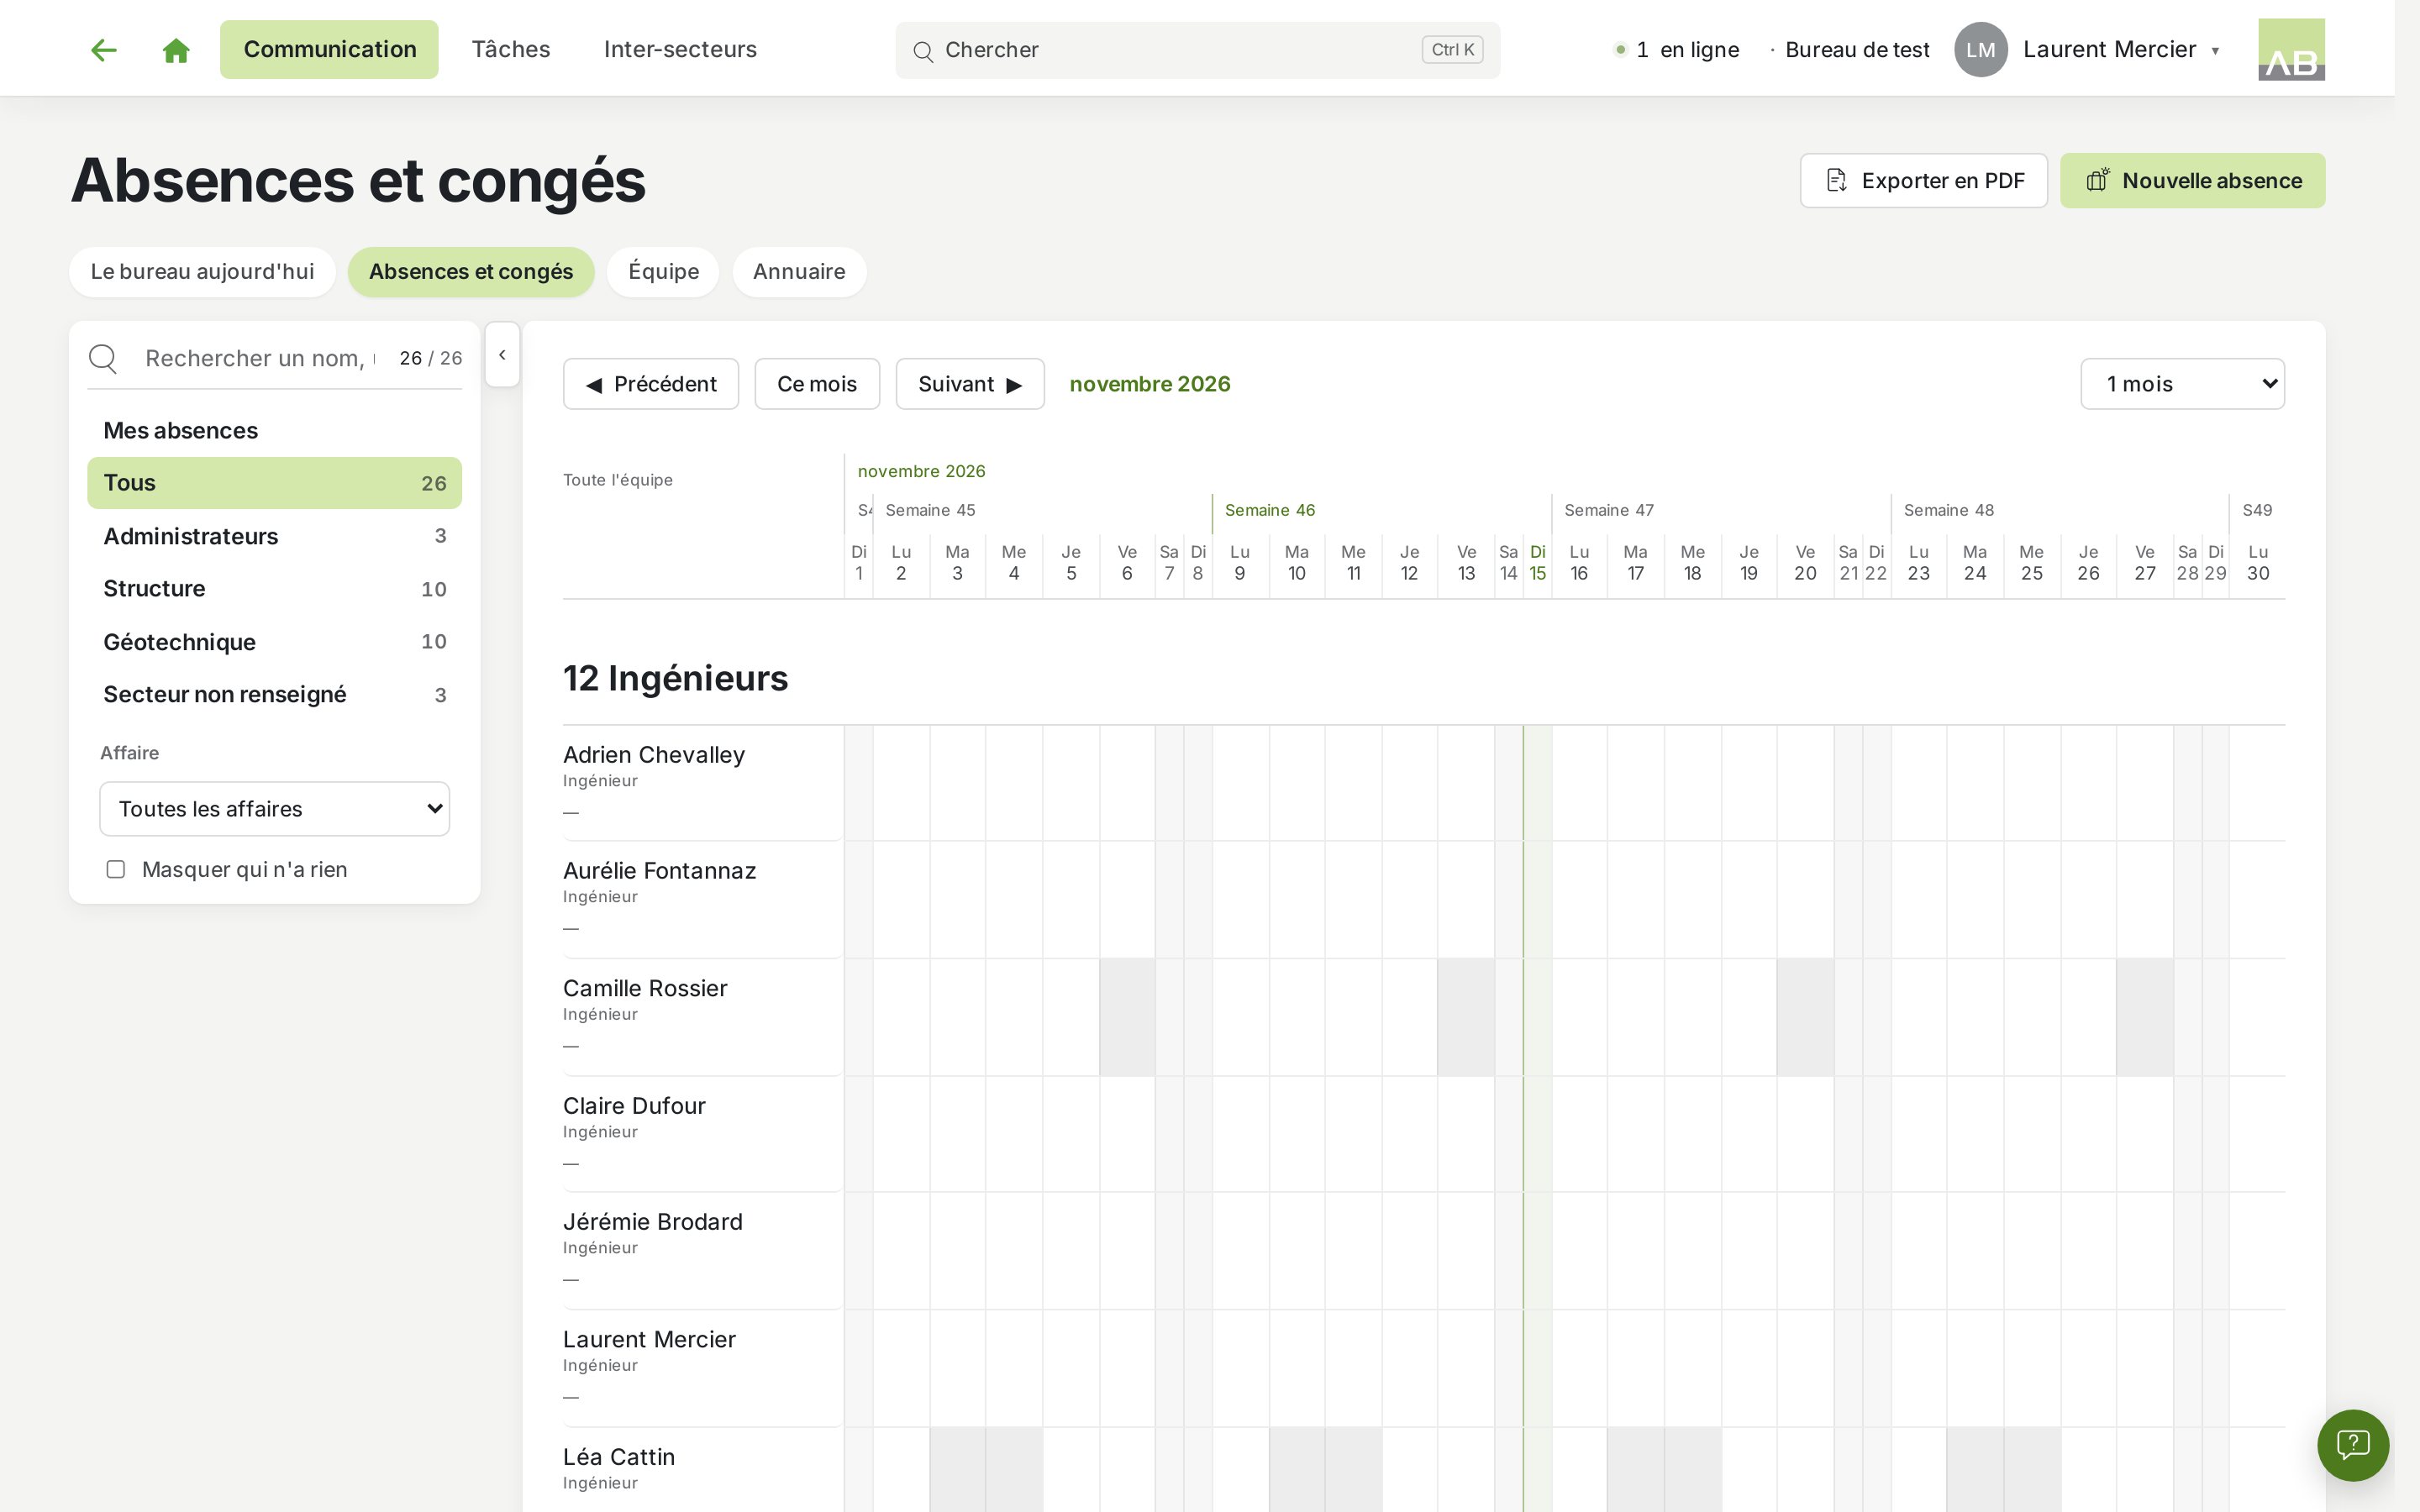 Communication
Tâches
Inter-secteurs
Chercher
Ctrl K
1 en ligne
· Bureau de test
LM
Laurent Mercier
AB
Absences et congés
Exporter en PDF
Nouvelle absence
Le bureau aujourd'hui
Absences et congés
Équipe
Annuaire
Rechercher un nom,
26 / 26
Mes absences
Tous 26
Administrateurs 3
Structure 10
Géotechnique 10
Secteur non renseigné 3
Affaire
Toutes les affaires
Masquer qui n'a rien
Précédent
Ce mois
Suivant
novembre 2026
1 mois
Toute l'équipe
novembre 2026
Semaine 45
Semaine 46
Semaine 47
Semaine 48
S49
Di Lu Ma Me Je Ve Sa Di Lu Ma Me Je Ve Sa Di Lu Ma Me Je Ve Sa Di Lu Ma Me Je Ve Sa Di Lu
1 2 3 4 5 6 7 8 9 10 11 12 13 14 15 16 17 18 19 20 21 22 23 24 25 26 27 28 29 30
12 Ingénieurs
Adrien Chevalley
Ingénieur
—
Aurélie Fontannaz
Ingénieur
—
Camille Rossier
Ingénieur
—
Claire Dufour
Ingénieur
—
Jérémie Brodard
Ingénieur
—
Laurent Mercier
Ingénieur
—
Léa Cattin
Ingénieur